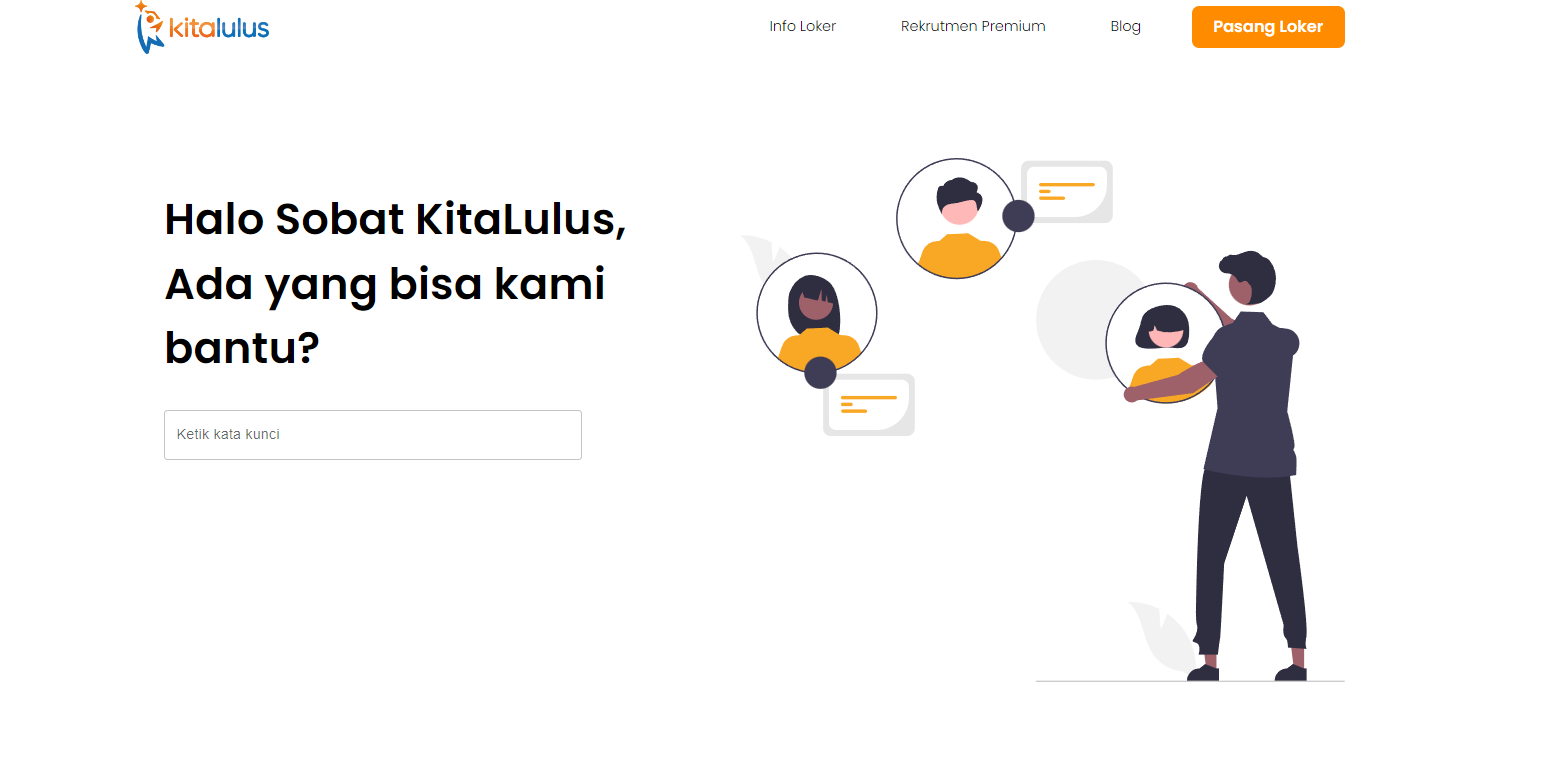 kitalulus
Info Loker
Rekrutmen Premium
Blog
Pasang Loker
Halo Sobat KitaLulus,
Ada yang bisa kami
bantu?
Ketik kata kunci